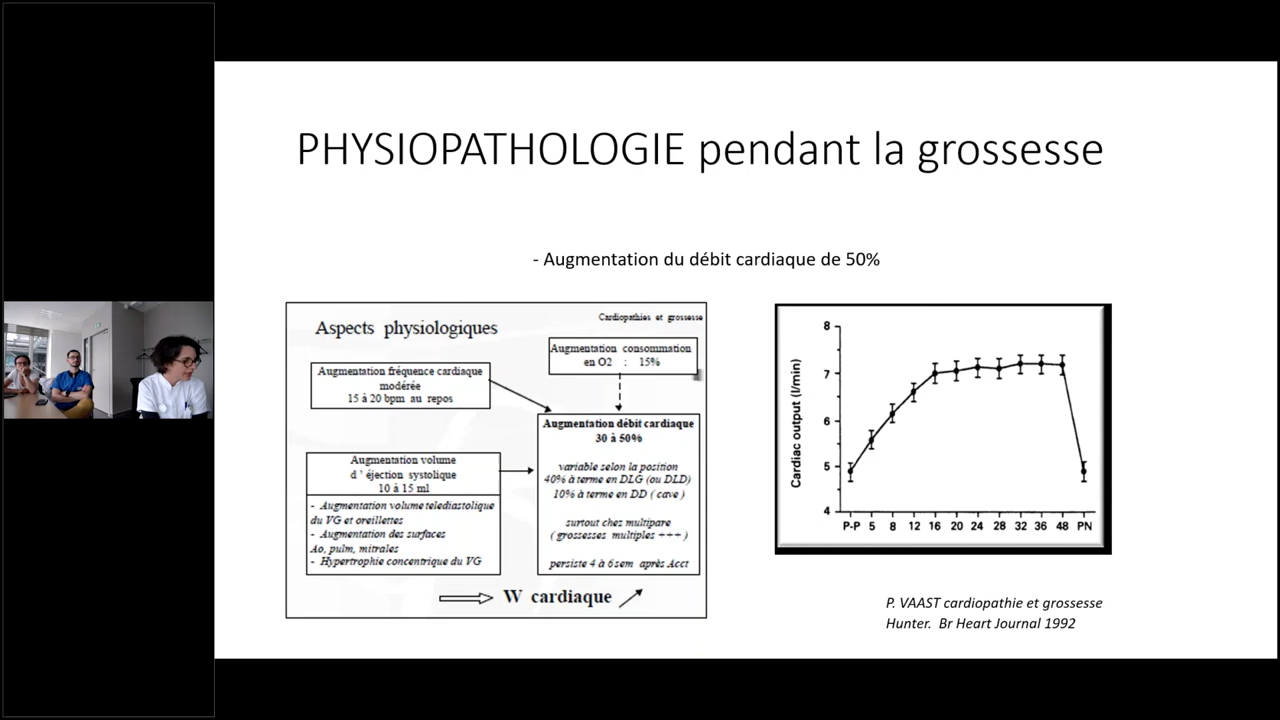 PHYSIOPATHOLOGIE pendant la grossesse
- Augmentation du débit cardiaque de 50%
Cardiopathies et grossesse
Aspects physiologiques
Augmentation consommation
en O2 : 15%
Augmentation fréquence cardiaque
modérée
15 à 20 bpm au repos
Augmentation débit cardiaque
30 à 50%
variable selon la position
40% à terme en DLG (ou DLD)
10% à terme en DD ( cave )
surtout chez multipare
( grossesses multiples +++ )
persiste 4 à 6sem après Acct
Augmentation volume
d ' éjection systolique
10 à 15 ml
- Augmentation volume telediastolique
du VG et oreillettes
- Augmentation des surfaces
Ao, pulm, mitrales
- Hypertrophie concentrique du VG
W cardiaque
Cardiac output (l/min)
8
7
6
5
4
P-P 5 8 12 16 20 24 28 32 36 48 PN
P. VAAST cardiopathie et grossesse
Hunter. Br Heart Journal 1992